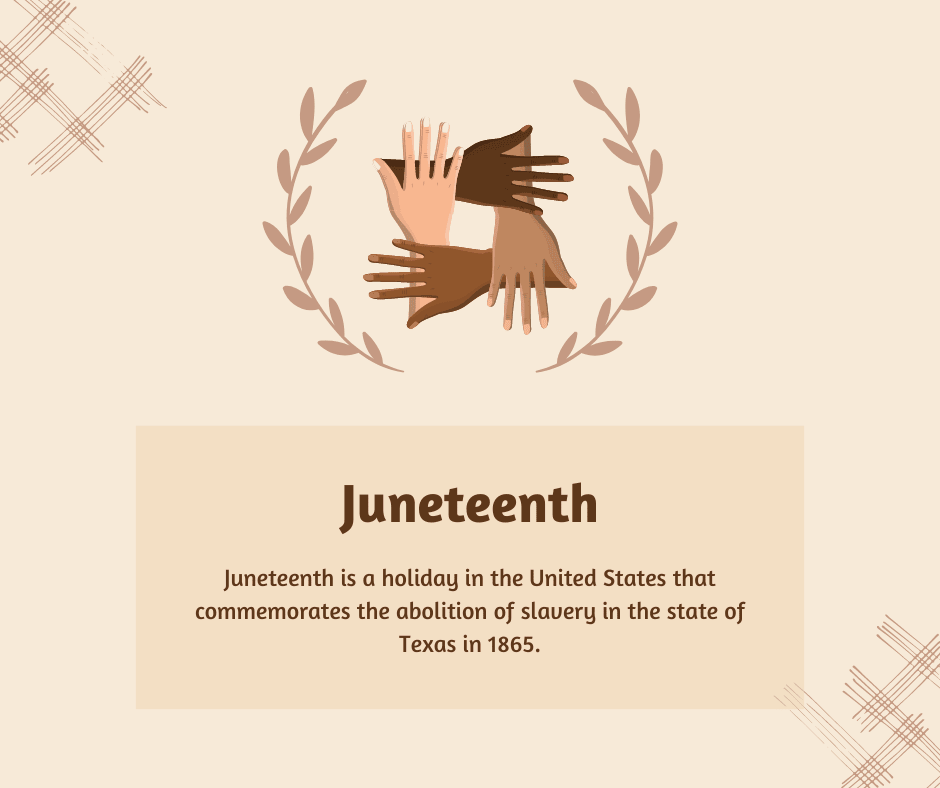 Juneteenth
Juneteenth is a holiday in the United States that
commemorates the abolition of slavery in the state of
Texas in 1865.